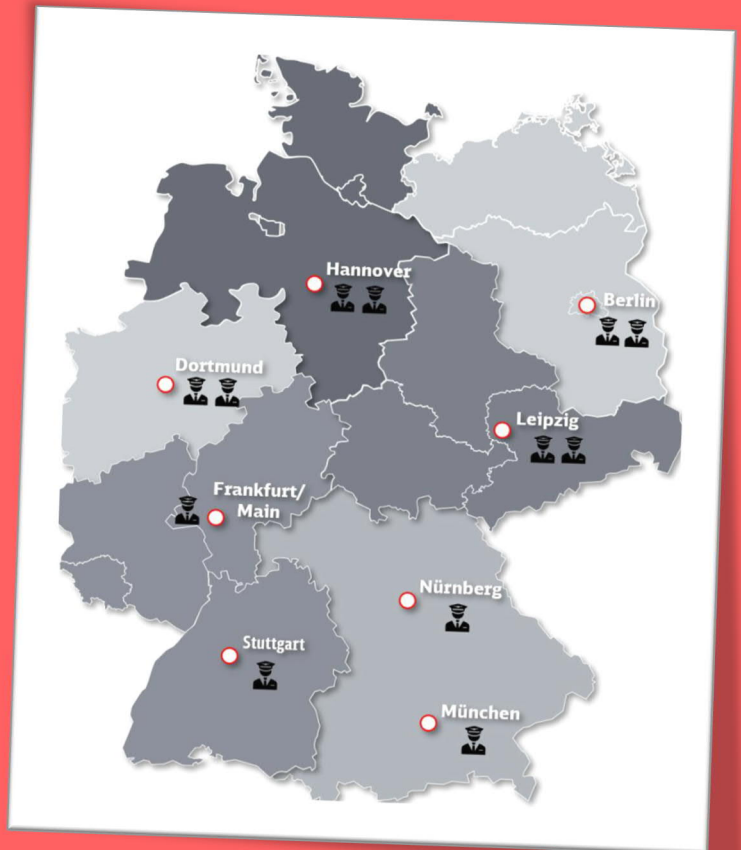 Hannover
Berlin
Dortmund
Leipzig
Frankfurt/
Main
Nürnberg
Stuttgart
München